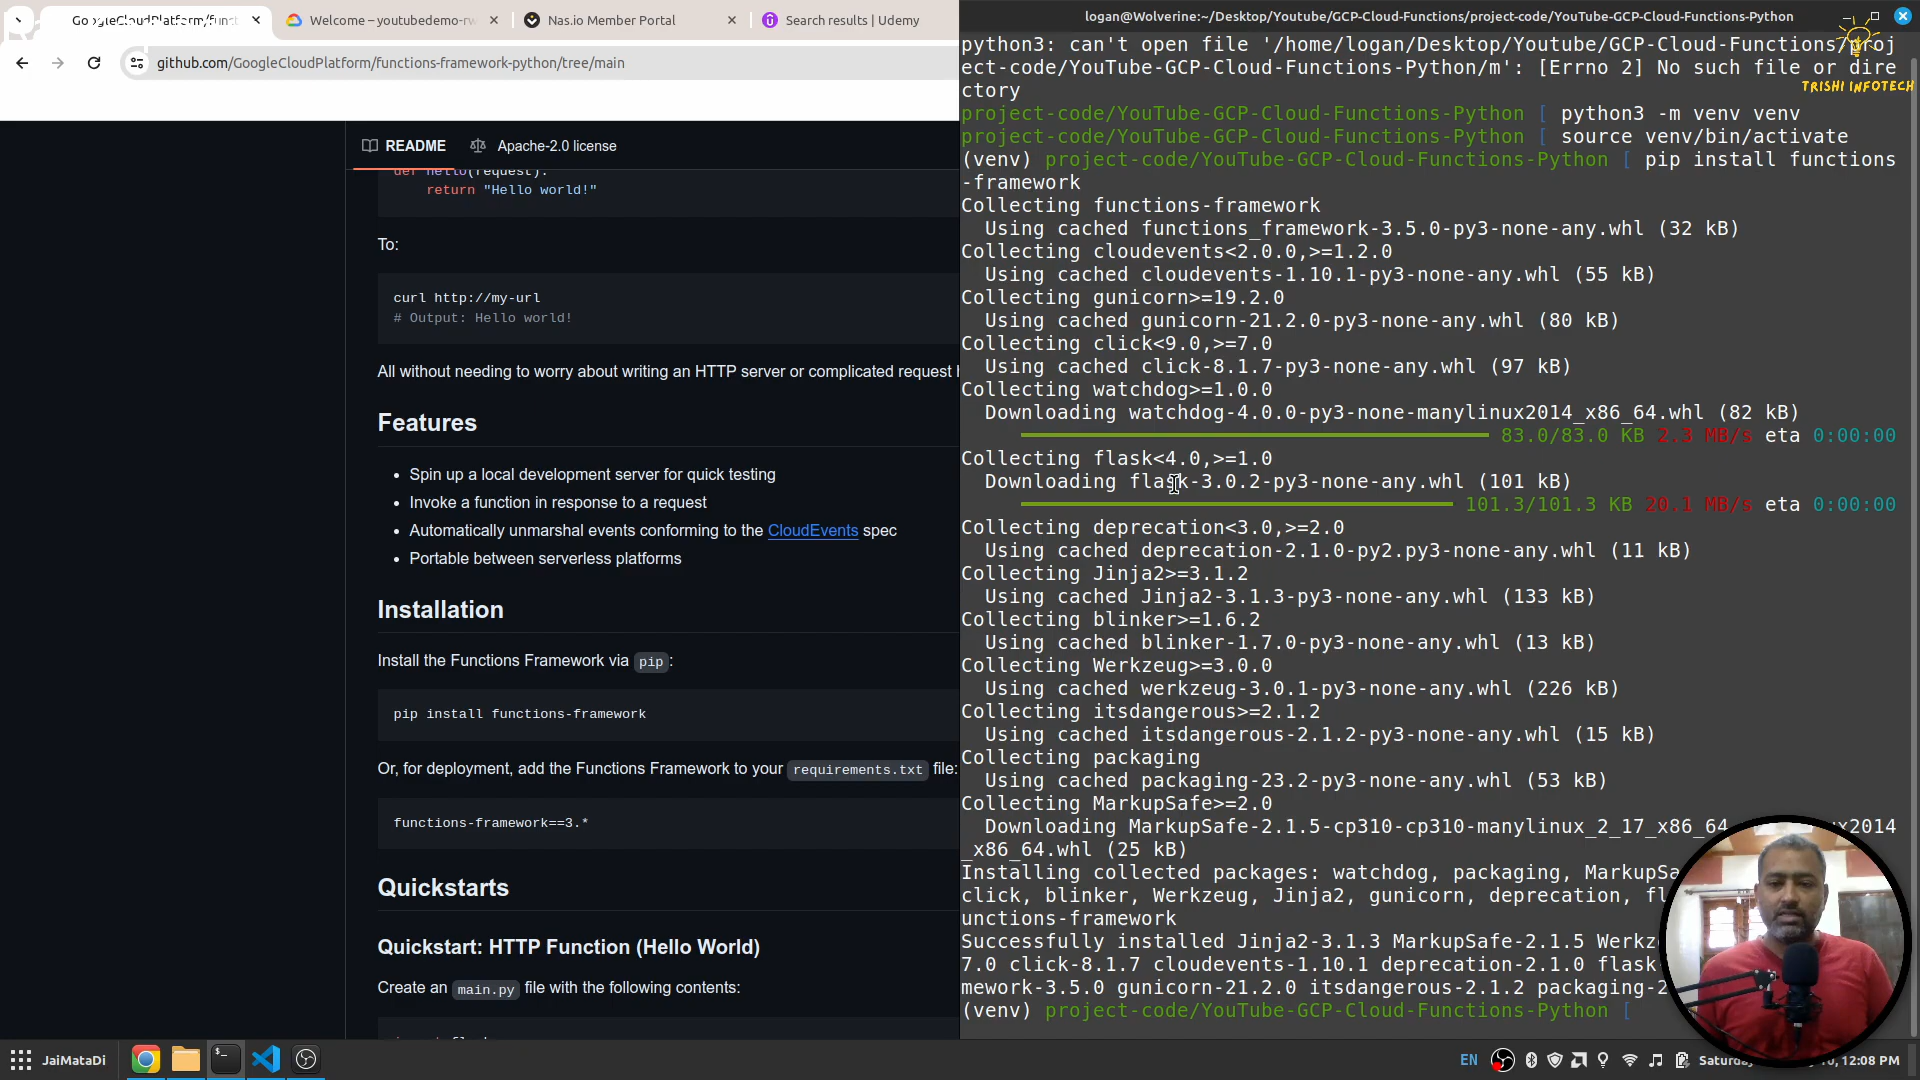 GoogleCloudPlatform/funct
Welcome – youtubedemo-rw
Nas.io Member Portal
Search results | Udemy
github.com/GoogleCloudPlatform/functions-framework-python/tree/main
README
Apache-2.0 license
def hello(request):
return "Hello world!"
To:
curl http://my-url
# Output: Hello world!
All without needing to worry about writing an HTTP server or complicated request
Features
Spin up a local development server for quick testing
Invoke a function in response to a request
Automatically unmarshal events conforming to the CloudEvents spec
Portable between serverless platforms
Installation
Install the Functions Framework via pip:
pip install functions-framework
Or, for deployment, add the Functions Framework to your requirements.txt file:
functions-framework==3.*
Quickstarts
Quickstart: HTTP Function (Hello World)
Create an main.py file with the following contents:
logan@Wolverine:~/Desktop/Youtube/GCP-Cloud-Functions/project-code/YouTube-GCP-Cloud-Functions-Python
TRISHI INFOTECH
python3: can't open file '/home/logan/Desktop/Youtube/GCP-Cloud-Functions/proj
ect-code/YouTube-GCP-Cloud-Functions-Python/m': [Errno 2] No such file or dire
ctory
project-code/YouTube-GCP-Cloud-Functions-Python [ python3 -m venv venv
project-code/YouTube-GCP-Cloud-Functions-Python [ source venv/bin/activate
(venv) project-code/YouTube-GCP-Cloud-Functions-Python [ pip install functions
-framework
Collecting functions-framework
Using cached functions_framework-3.5.0-py3-none-any.whl (32 kB)
Collecting cloudevents<2.0.0,>=1.2.0
Using cached cloudevents-1.10.1-py3-none-any.whl (55 kB)
Collecting gunicorn>=19.2.0
Using cached gunicorn-21.2.0-py3-none-any.whl (80 kB)
Collecting click<9.0,>=7.0
Using cached click-8.1.7-py3-none-any.whl (97 kB)
Collecting watchdog>=1.0.0
Downloading watchdog-4.0.0-py3-none-manylinux2014_x86_64.whl (82 kB)
83.0/83.0 KB 2.3 MB/s eta 0:00:00
Collecting flask<4.0,>=1.0
Downloading flask-3.0.2-py3-none-any.whl (101 kB)
101.3/101.3 KB 20.1 MB/s eta 0:00:00
Collecting deprecation<3.0,>=2.0
Using cached deprecation-2.1.0-py2.py3-none-any.whl (11 kB)
Collecting Jinja2>=3.1.2
Using cached Jinja2-3.1.3-py3-none-any.whl (133 kB)
Collecting blinker>=1.6.2
Using cached blinker-1.7.0-py3-none-any.whl (13 kB)
Collecting Werkzeug>=3.0.0
Using cached werkzeug-3.0.1-py3-none-any.whl (226 kB)
Collecting itsdangerous>=2.1.2
Using cached itsdangerous-2.1.2-py3-none-any.whl (15 kB)
Collecting packaging
Using cached packaging-23.2-py3-none-any.whl (53 kB)
Collecting MarkupSafe>=2.0
Downloading MarkupSafe-2.1.5-cp310-cp310-manylinux_2_17_x86_64 ux2014
_x86_64.whl (25 kB)
Installing collected packages: watchdog, packaging, MarkupSa
click, blinker, Werkzeug, Jinja2, gunicorn, deprecation, fl
unctions-framework
Successfully installed Jinja2-3.1.3 MarkupSafe-2.1.5 Werkz
7.0 click-8.1.7 cloudevents-1.10.1 deprecation-2.1.0 flask
mework-3.5.0 gunicorn-21.2.0 itsdangerous-2.1.2 packaging-2
(venv) project-code/YouTube-GCP-Cloud-Functions-Python [
JaiMataDi
EN
Saturday 10, 12:08 PM